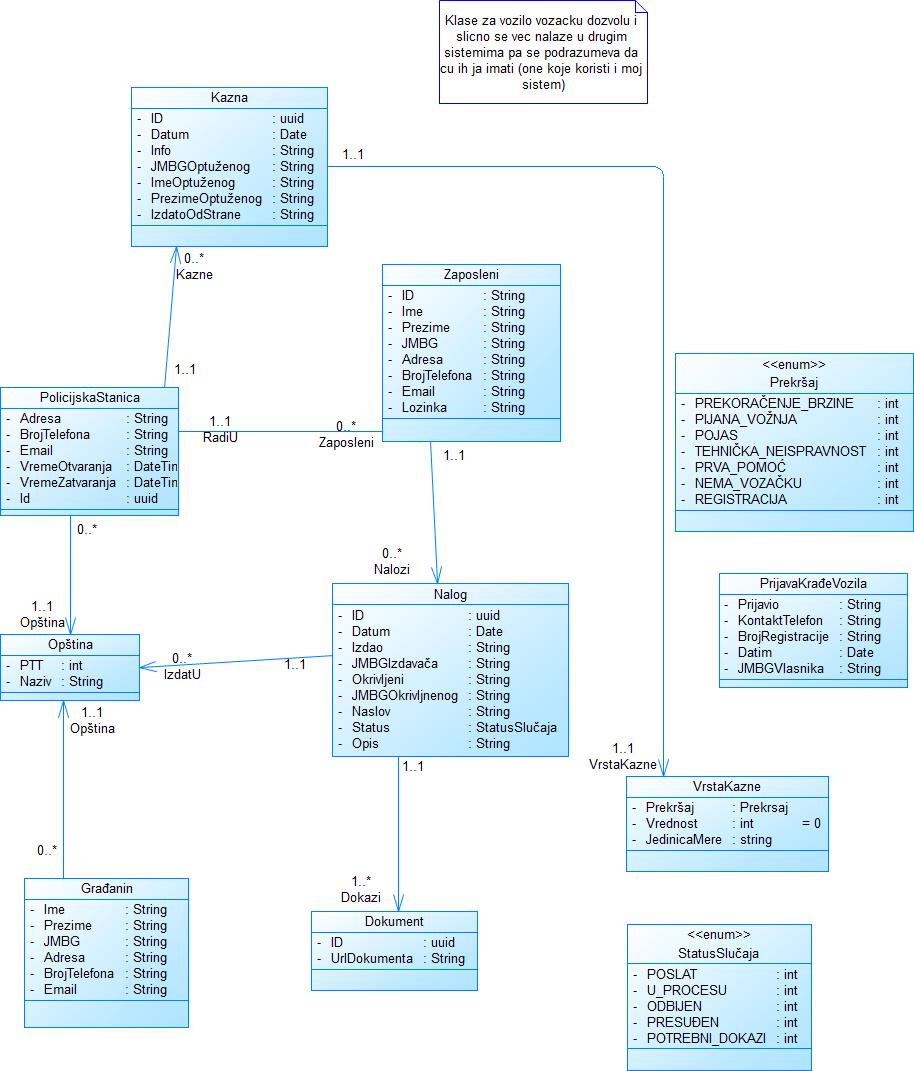 Klase za vozilo vozacku dozvolu i
slicno se vec nalaze u drugim
sistemima pa se podrazumeva da
cu ih ja imati (one koje koristi i moj
sistem)
Kazna
- ID : uuid
- Datum : Date
- Info : String
- JMBGOptuženog : String
- ImeOptuženog : String
- PrezimeOptuženog : String
- IzdatoOdStrane : String
1..1
0..*
Kazne
1..1
Zaposleni
- ID : String
- Ime : String
- Prezime : String
- JMBG : String
- Adresa : String
- BrojTelefona : String
- Email : String
- Lozinka : String
<<enum>>
Prekršaj
- PREKORAČENJE_BRZINE : int
- PIJANA_VOŽNJA : int
- POJAS : int
- TEHNIČKA_NEISPRAVNOST : int
- PRVA_POMOĆ : int
- NEMA_VOZAČKU : int
- REGISTRACIJA : int
PolicijskaStanica
- Adresa : String
- BrojTelefona : String
- Email : String
- VremeOtvaranja : DateTin
- VremeZatvaranja : DateTin
- Id : uuid
1..1
RadiU
0..*
Zaposleni
1..1
0..*
Nalozi
0..*
1..1
Opština
Nalog
- ID : uuid
- Datum : Date
- Izdao : String
- JMBGIzdavača : String
- Okrivljeni : String
- JMBGOkrivljnenog : String
- Naslov : String
- Status : StatusSlučaja
- Opis : String
PrijavaKrađeVozila
- Prijavio : String
- KontaktTelefon : String
- BrojRegistracije : String
- Datim : Date
- JMBGVlasnika : String
Opština
- PTT : int
- Naziv : String
0..*
IzdatU
1..1
1..1
Opština
0..*
1..1
VrstaKazne
VrstaKazne
- Prekršaj : Prekrsaj
- Vrednost : int = 0
- JedinicaMere : string
1..1
1..*
Dokazi
Građanin
- Ime : String
- Prezime : String
- JMBG : String
- Adresa : String
- BrojTelefona : String
- Email : String
Dokument
- ID : uuid
- UrlDokumenta : String
<<enum>>
StatusSlučaja
- POSLAT : int
- U_PROCESU : int
- ODBIJEN : int
- PRESUĐEN : int
- POTREBNI_DOKAZI : int